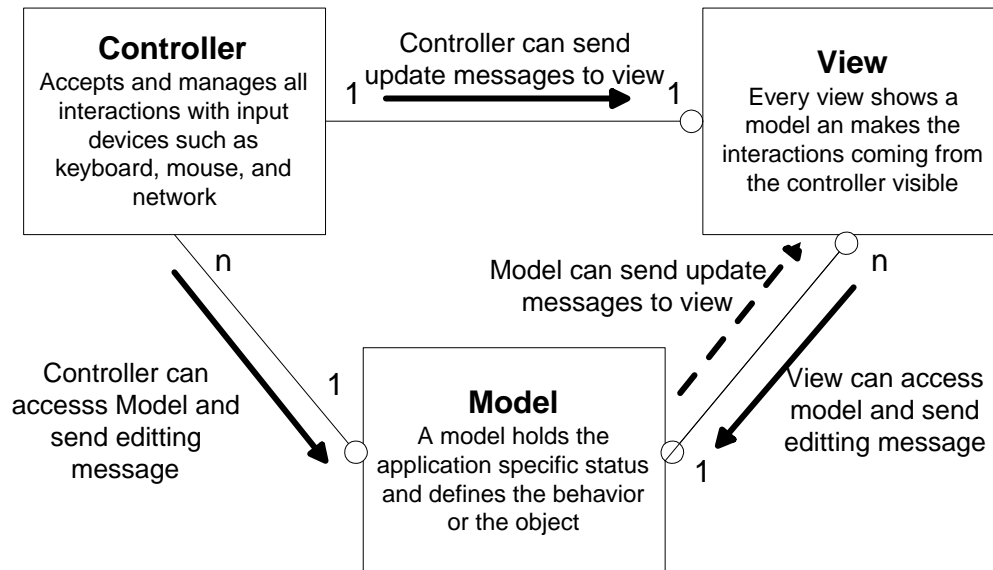 Controller
Accepts and manages all
interactions with input
devices such as
keyboard, mouse, and
network
Controller can send
update messages to view
1
1
View
Every view shows a
model an makes the
interactions coming from
the controller visible
n
Model can send update
messages to view
n
Controller can
accesss Model and
send editting
message
1
Model
A model holds the
application specific status
and defines the behavior
or the object
1
View can access
model and send
editting message